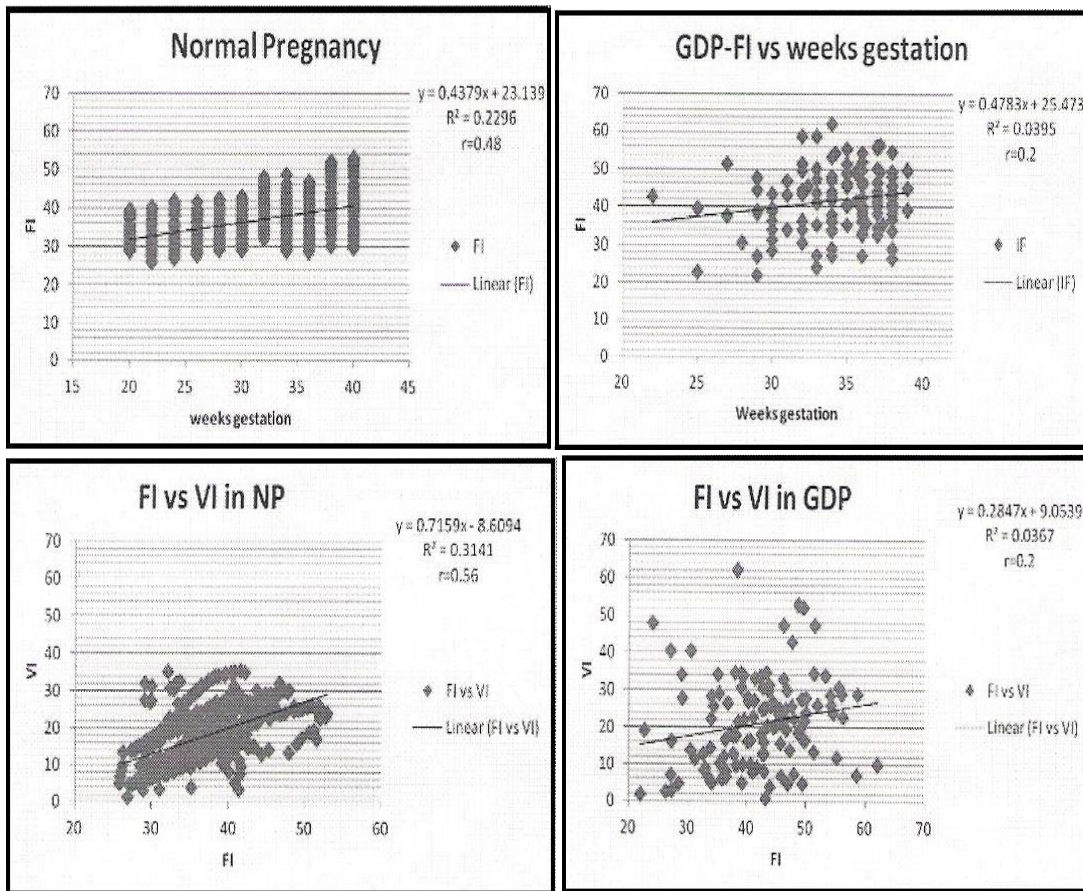 Normal Pregnancy
y = 0.4379x + 23.139
R² = 0.2296
r=0.48
70
60
50
40
30
20
10
0
FI
15 20 25 30 35 40 45
weeks gestation
FI
Linear (FI)
GDP-FI vs weeks gestation
y = 0.4783x + 25.473
R² = 0.0395
r=0.2
70
60
50
40
30
20
10
0
FI
20 25 30 35 40
Weeks gestation
IF
Linear (IF)
FI vs VI in NP
y = 0.7159x - 8.6094
R² = 0.3141
r=0.56
70
60
50
40
30
20
10
0
VI
20 30 40 50 60
FI
FI vs VI
Linear (FI vs VI)
FI vs VI in GDP
y = 0.2847x + 9.0539
R² = 0.0367
r=0.2
70
60
50
40
30
20
10
0
VI
20 30 40 50 60 70
FI
FI vs VI
Linear (FI vs VI)